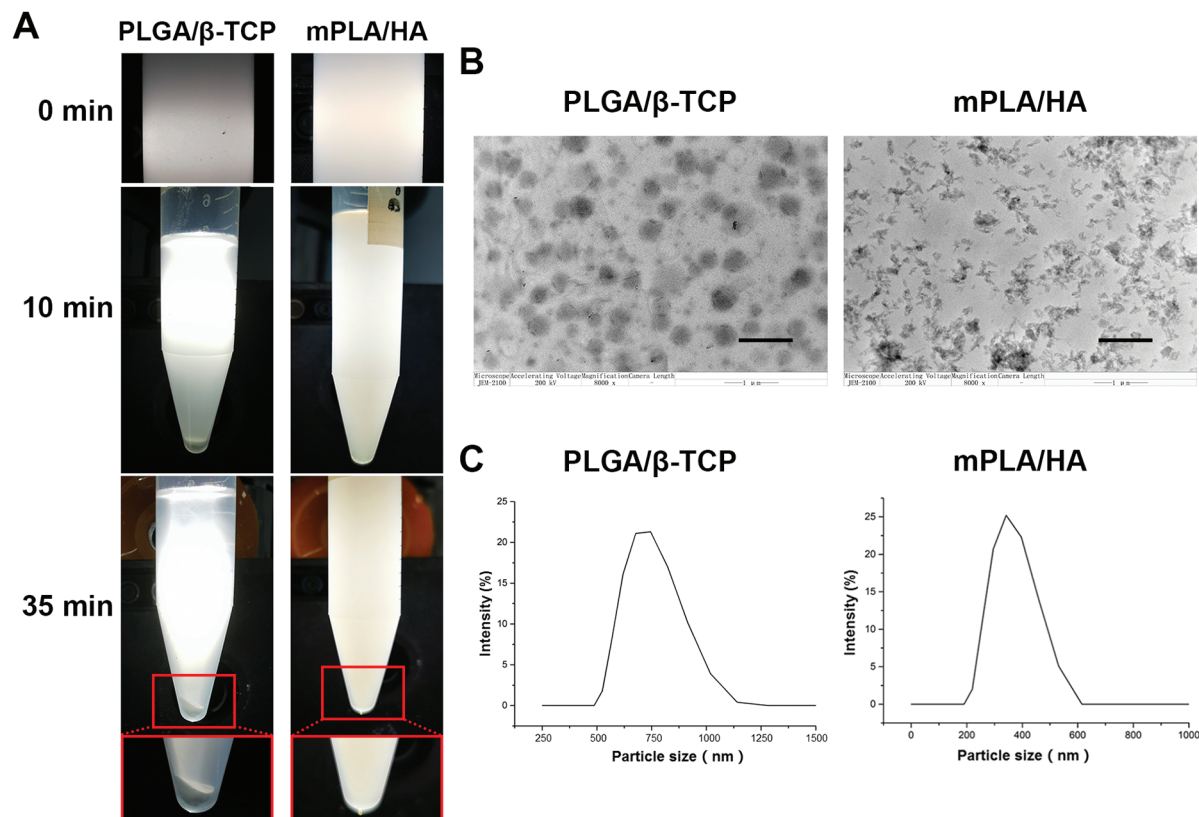 A
PLGA/β-TCP
mPLA/HA
0 min
10 min
35 min
B
PLGA/β-TCP
mPLA/HA
Microscope Accelerating Voltage Magnification Camera Length
JEM-2100 200 kV 8000 x - 1 μm
Microscope Accelerating Voltage Magnification Camera Length
JEM-2100 200 kV 8000 x - 1 μm
C
PLGA/β-TCP
mPLA/HA
25
20
15
10
5
0
Intensity (%)
250 500 750 1000 1250 1500
Particle size ( nm )
25
20
15
10
5
0
Intensity (%)
0 200 400 600 800 1000
Particle size ( nm )